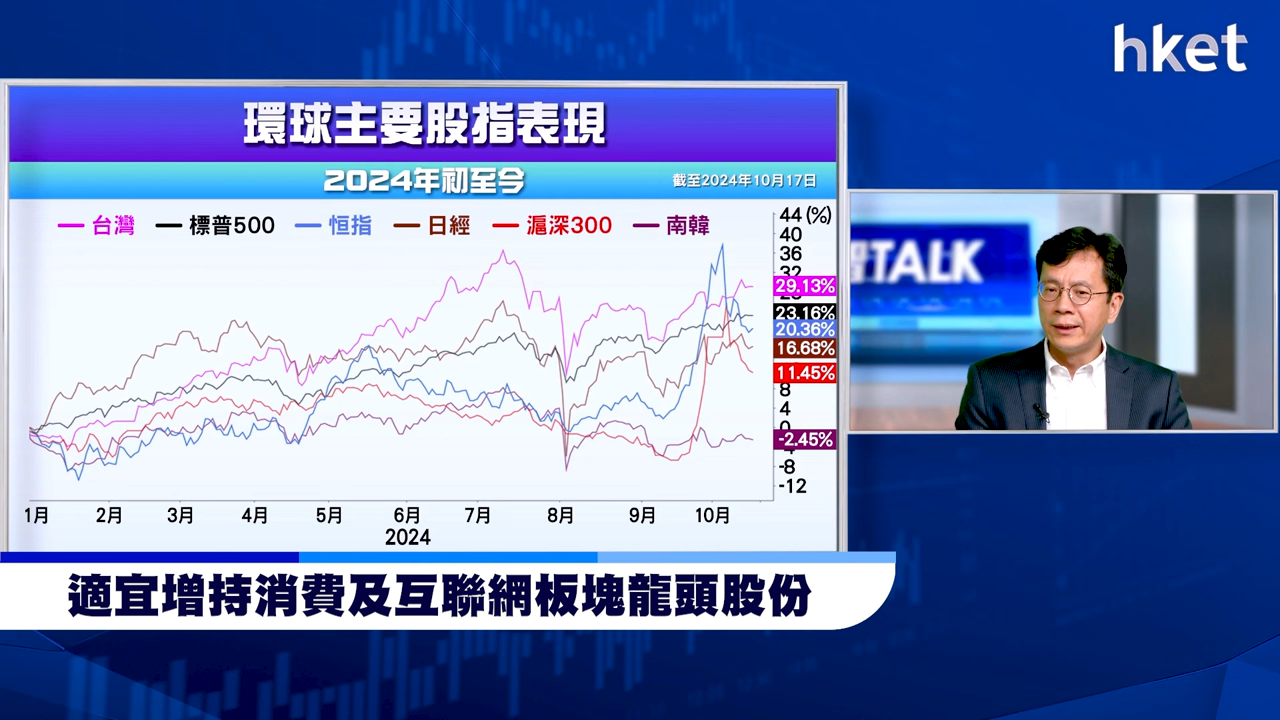 hket
環球主要股指表現
2024年初至今
截至2024年10月17日
台灣 標普500 恒指 日經 滬深300 南韓
44 (%)
40
36
32
29.13%
23.16%
20.36%
16.68%
11.45%
8
4
0
-2.45%
-8
-12
1月 2月 3月 4月 5月 6月 7月 8月 9月 10月
2024
TALK
適宜增持消費及互聯網板塊龍頭股份